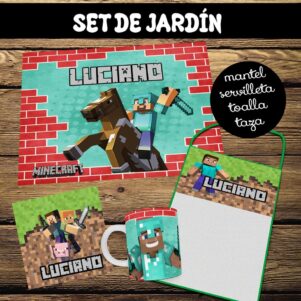 SET DE JARDÍN
mantel
servilleta
toalla
taza
LUCIANO
MINECRAFT
LUCIANO
LUCIANO